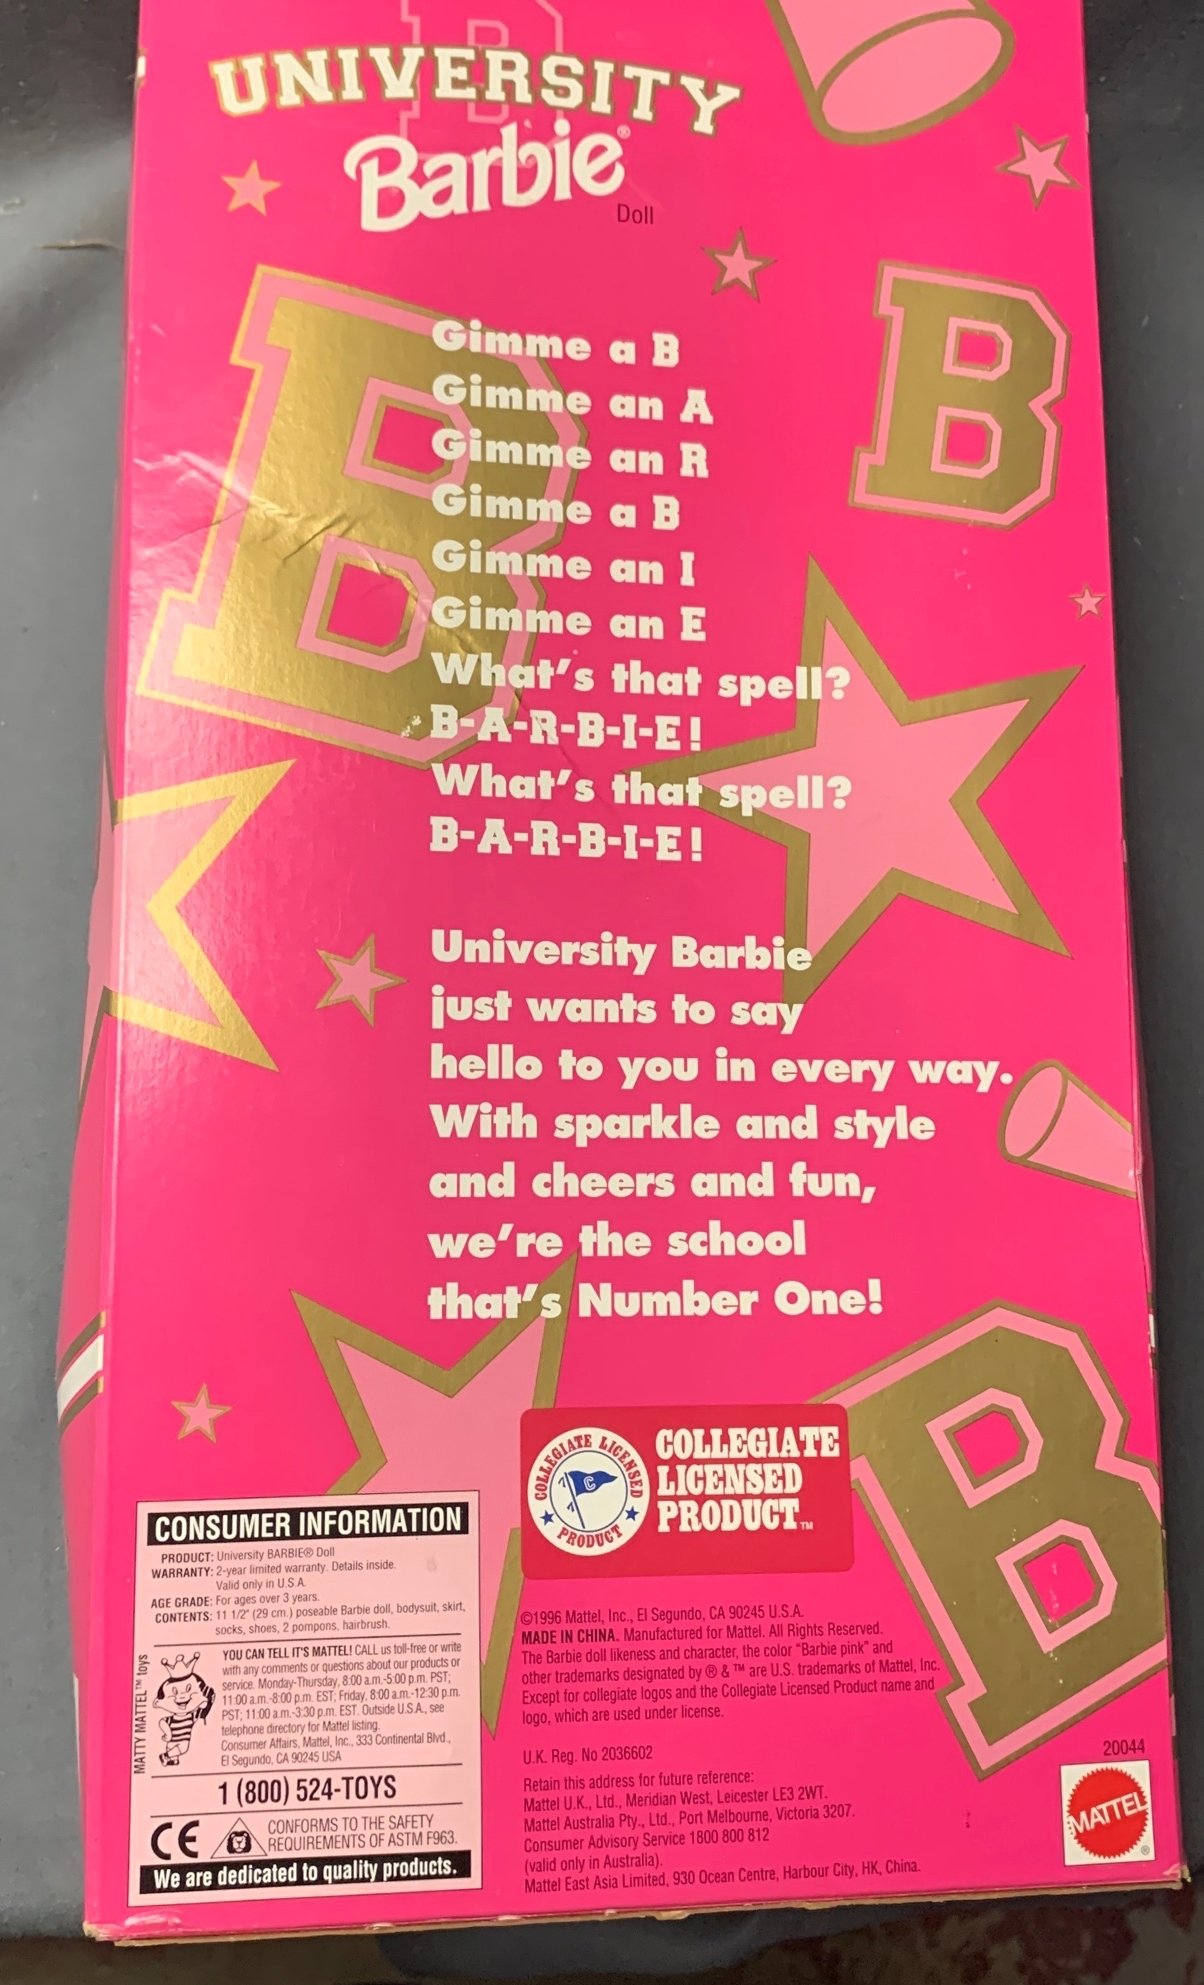 UNIVERSITY
Barbie®
Doll
Gimme a B
Gimme an A
Gimme an R
Gimme a B
Gimme an I
Gimme an E
What's that spell?
B-A-R-B-I-E!
What's that spell?
B-A-R-B-I-E!
University Barbie
just wants to say
hello to you in every way.
With sparkle and style
and cheers and fun,
we're the school
that's Number One!
COLLEGIATE LICENSED
PRODUCT
C
COLLEGIATE
LICENSED
PRODUCT™
CONSUMER INFORMATION
PRODUCT: University BARBIE® Doll
WARRANTY: 2-year limited warranty. Details inside.
Valid only in U.S.A.
AGE GRADE: For ages over 3 years.
CONTENTS: 11 1/2" (29 cm.) poseable Barbie doll, bodysuit, skirt,
socks, shoes, 2 pompons, hairbrush.
MATTY MATTEL™ toys
YOU CAN TELL IT'S MATTEL! CALL us toll-free or write
with any comments or questions about our products or
service. Monday-Thursday, 8:00 a.m.-5:00 p.m. PST;
11:00 a.m.-8:00 p.m. EST; Friday, 8:00 a.m.-12:30 p.m.
PST; 11:00 a.m.-3:30 p.m. EST. Outside U.S.A., see
telephone directory for Mattel listing.
Consumer Affairs, Mattel, Inc., 333 Continental Blvd.,
El Segundo, CA 90245 USA
1 (800) 524-TOYS
CE
CONFORMS TO THE SAFETY
REQUIREMENTS OF ASTM F963.
We are dedicated to quality products.
©1996 Mattel, Inc., El Segundo, CA 90245 U.S.A.
MADE IN CHINA. Manufactured for Mattel. All Rights Reserved.
The Barbie doll likeness and character, the color "Barbie pink" and
other trademarks designated by ® & ™ are U.S. trademarks of Mattel, Inc.
Except for collegiate logos and the Collegiate Licensed Product name and
logo, which are used under license.
U.K. Reg. No 2036602
Retain this address for future reference:
Mattel U.K., Ltd., Meridian West, Leicester LE3 2WT.
Mattel Australia Pty., Ltd., Port Melbourne, Victoria 3207.
Consumer Advisory Service 1800 800 812
(valid only in Australia).
Mattel East Asia Limited, 930 Ocean Centre, Harbour City, HK, China.
20044
MATTEL®
B
B
B
B